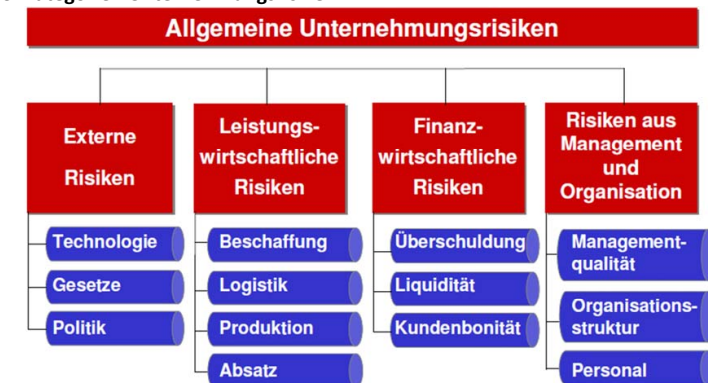 Allgemeine Unternehmungsrisiken
Externe
Risiken
Technologie
Gesetze
Politik
Leistungs-
wirtschaftliche
Risiken
Beschaffung
Logistik
Produktion
Absatz
Finanz-
wirtschaftliche
Risiken
Überschuldung
Liquidität
Kundenbonität
Risiken aus
Management
und
Organisation
Management-
qualität
Organisations-
struktur
Personal